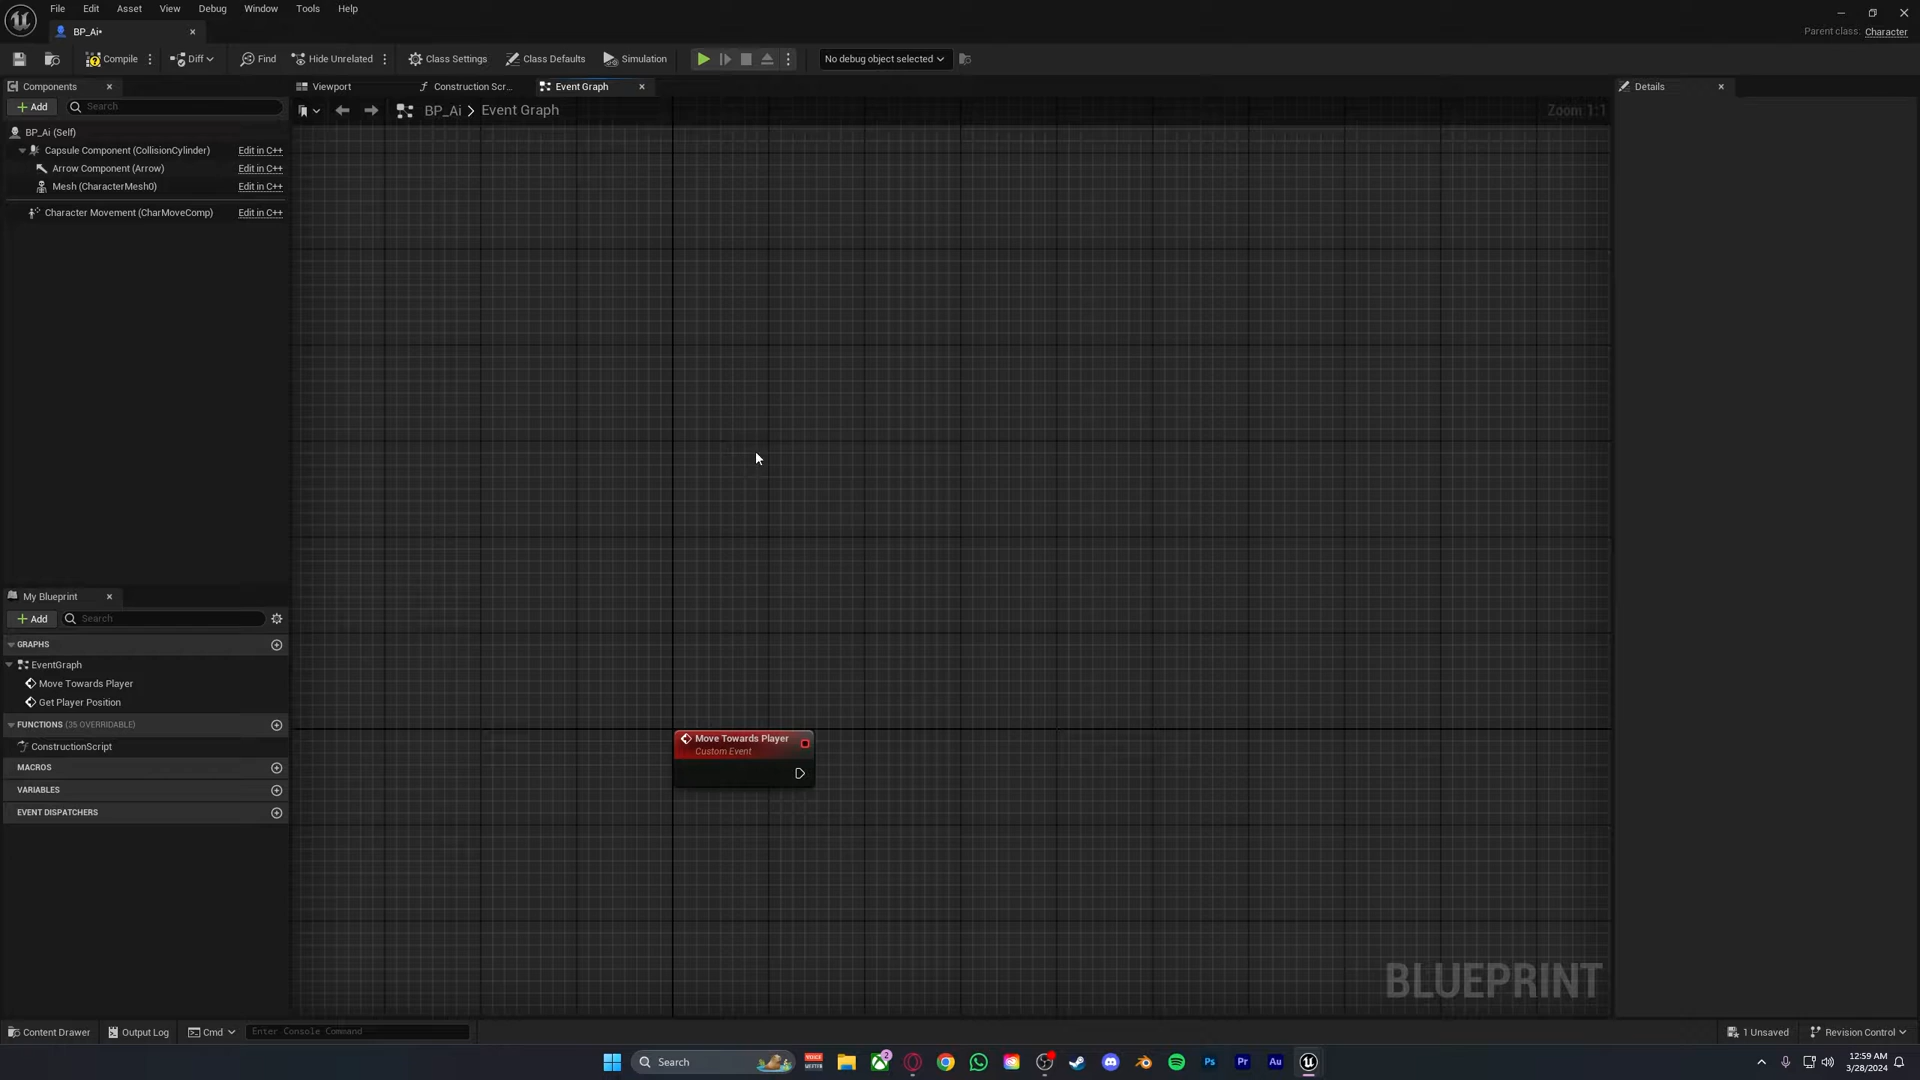 File Edit Asset View Debug Window Tools Help
BP_Ai•
Parent class: Character
Compile Diff Find Hide Unrelated Class Settings Class Defaults Simulation No debug object selected
Components
Viewport Construction Scr... Event Graph
Details
Add Search
BP_Ai > Event Graph
Zoom 1:1
BP_Ai (Self)
Capsule Component (CollisionCylinder) Edit in C++
Arrow Component (Arrow) Edit in C++
Mesh (CharacterMesh0) Edit in C++
Character Movement (CharMoveComp) Edit in C++
My Blueprint
Add Search
GRAPHS
EventGraph
Move Towards Player
Get Player Position
FUNCTIONS (35 OVERRIDABLE)
ConstructionScript
MACROS
VARIABLES
EVENT DISPATCHERS
Move Towards Player
Custom Event
BLUEPRINT
Content Drawer Output Log Cmd Enter Console Command
1 Unsaved Revision Control
Search
2
Ps
Pr
Au
12:59 AM
3/28/2024